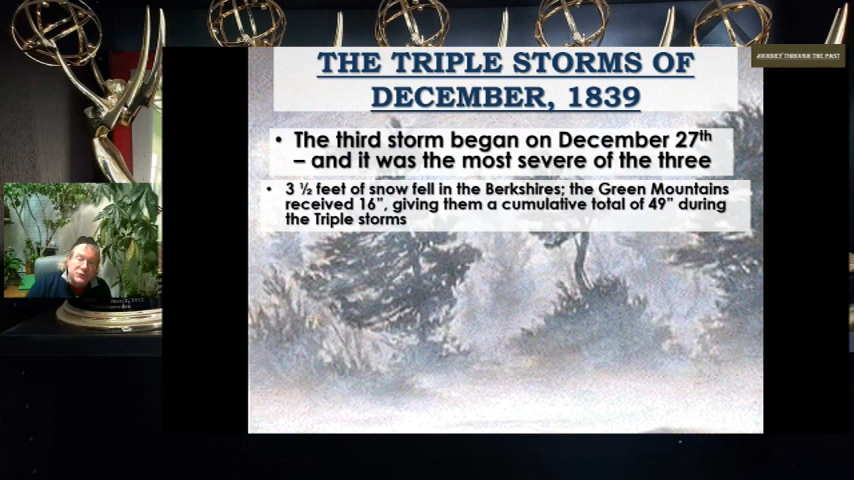 JOURNEY THROUGH THE PAST
THE TRIPLE STORMS OF
DECEMBER, 1839
• The third storm began on December 27th
– and it was the most severe of the three
• 3 ½ feet of snow fell in the Berkshires; the Green Mountains
received 16”, giving them a cumulative total of 49” during
the Triple storms